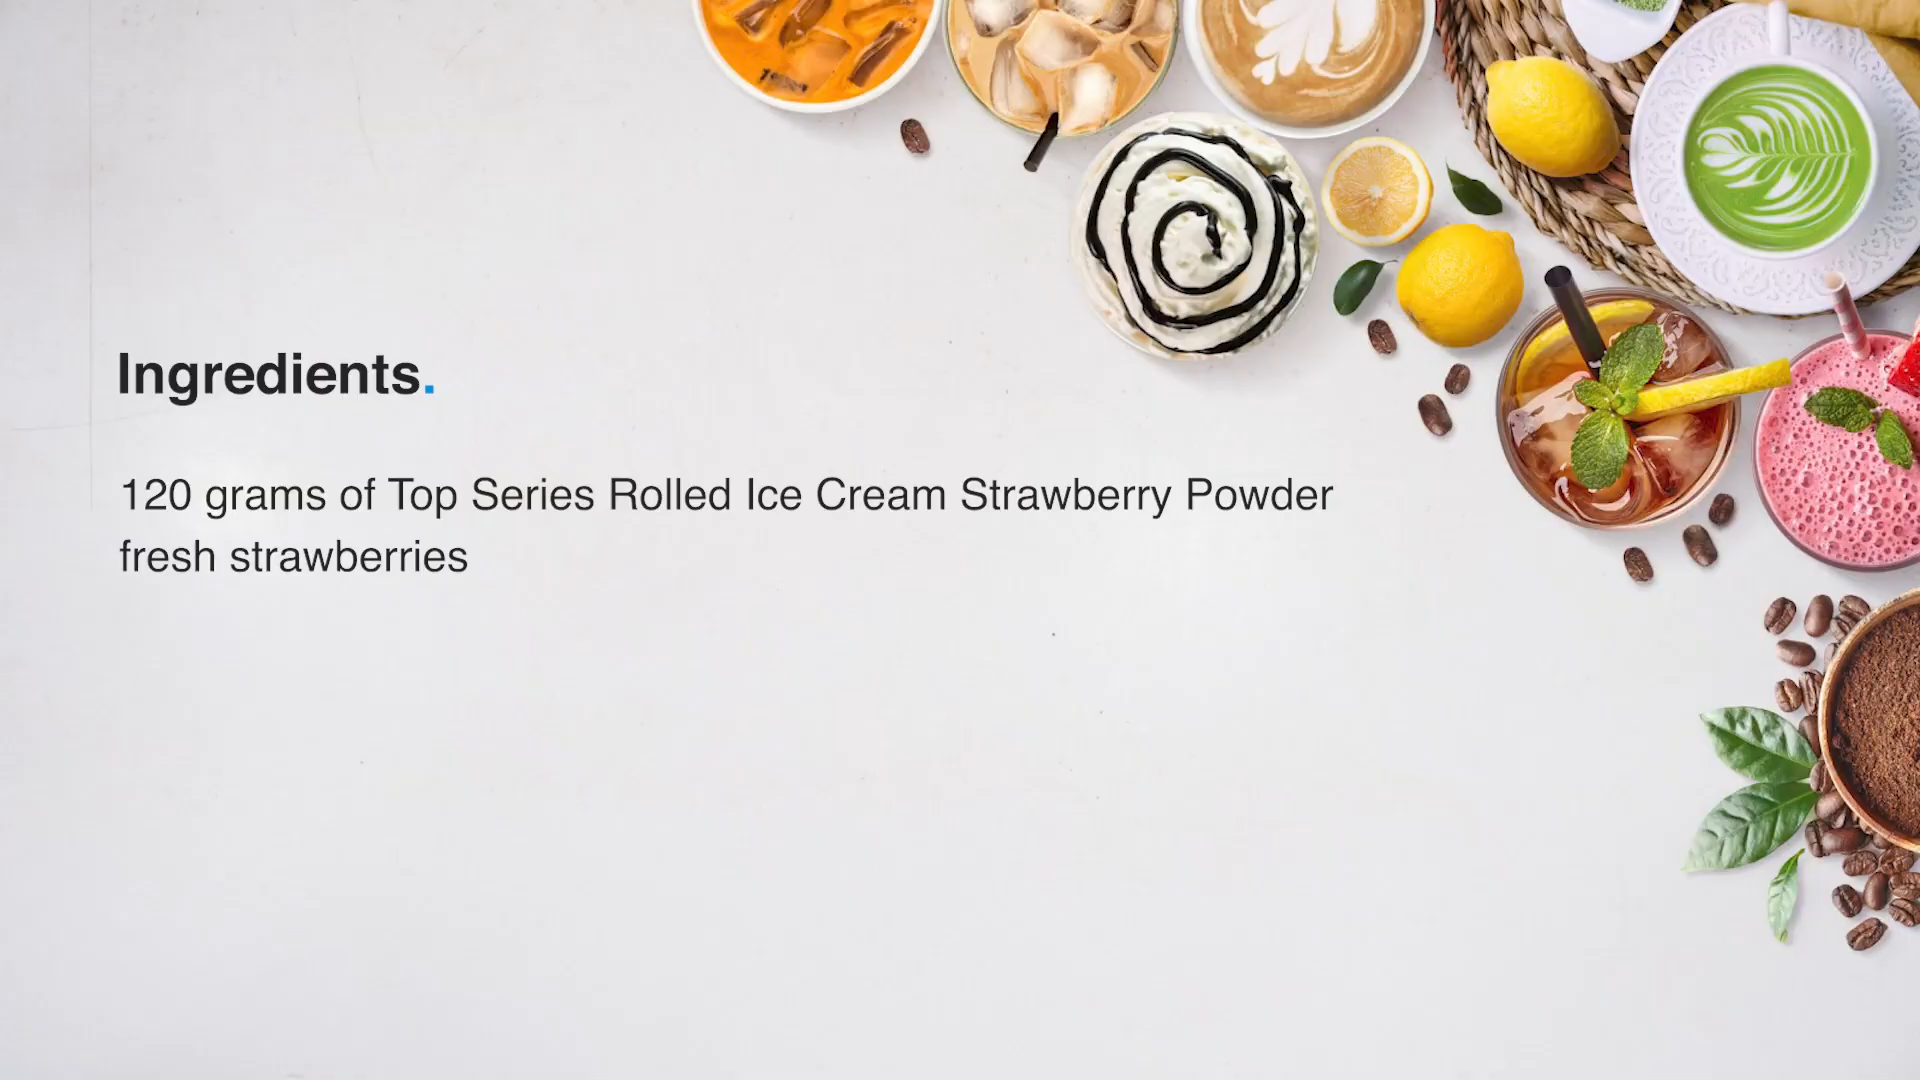 Ingredients.
120 grams of Top Series Rolled Ice Cream Strawberry Powder
fresh strawberries